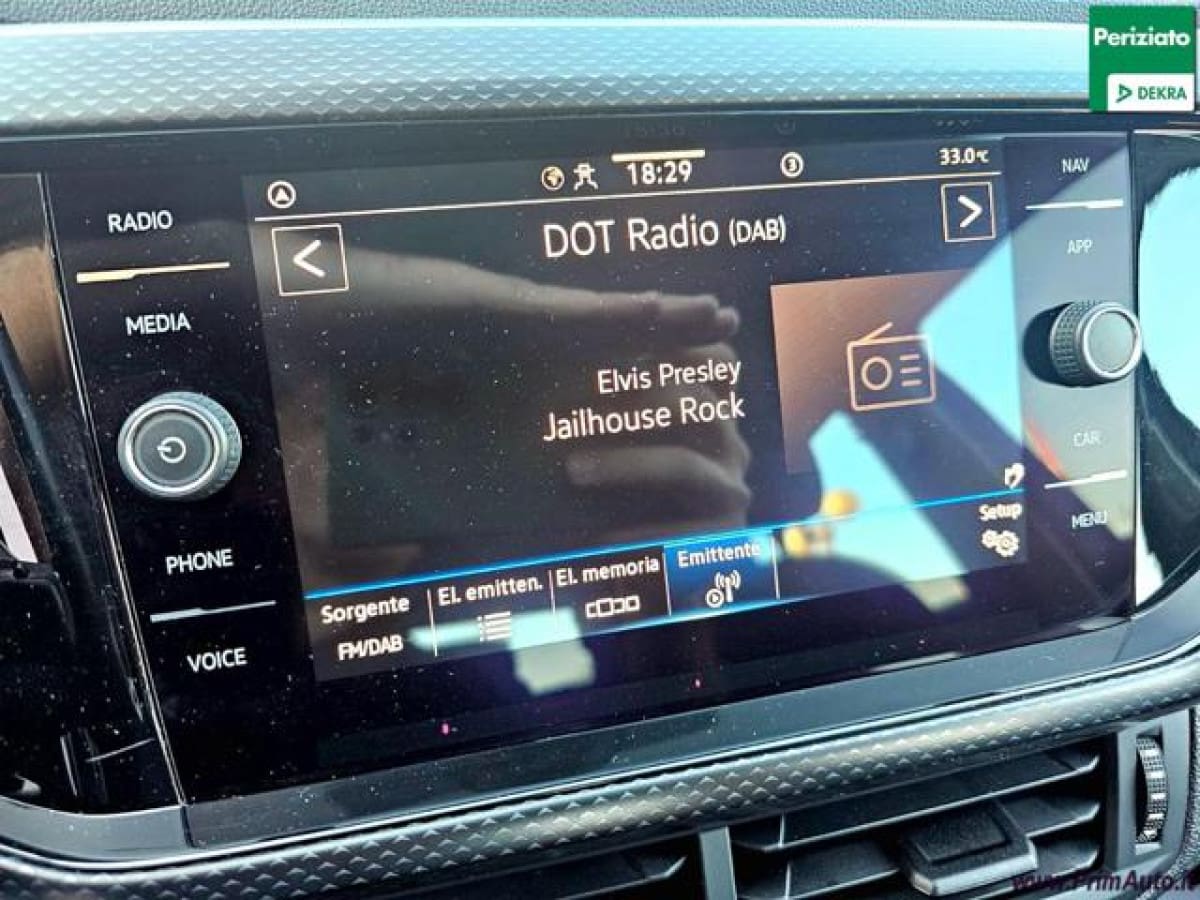 Periziato
DEKRA
18:29
3
33.0°C
RADIO
MEDIA
PHONE
VOICE
DOT Radio (DAB)
Elvis Presley
Jailhouse Rock
NAV
APP
CAR
MENU
Sorgente
FM/DAB
El. emitten.
El. memoria
Emittente
Setup
www.PrimAuto.it